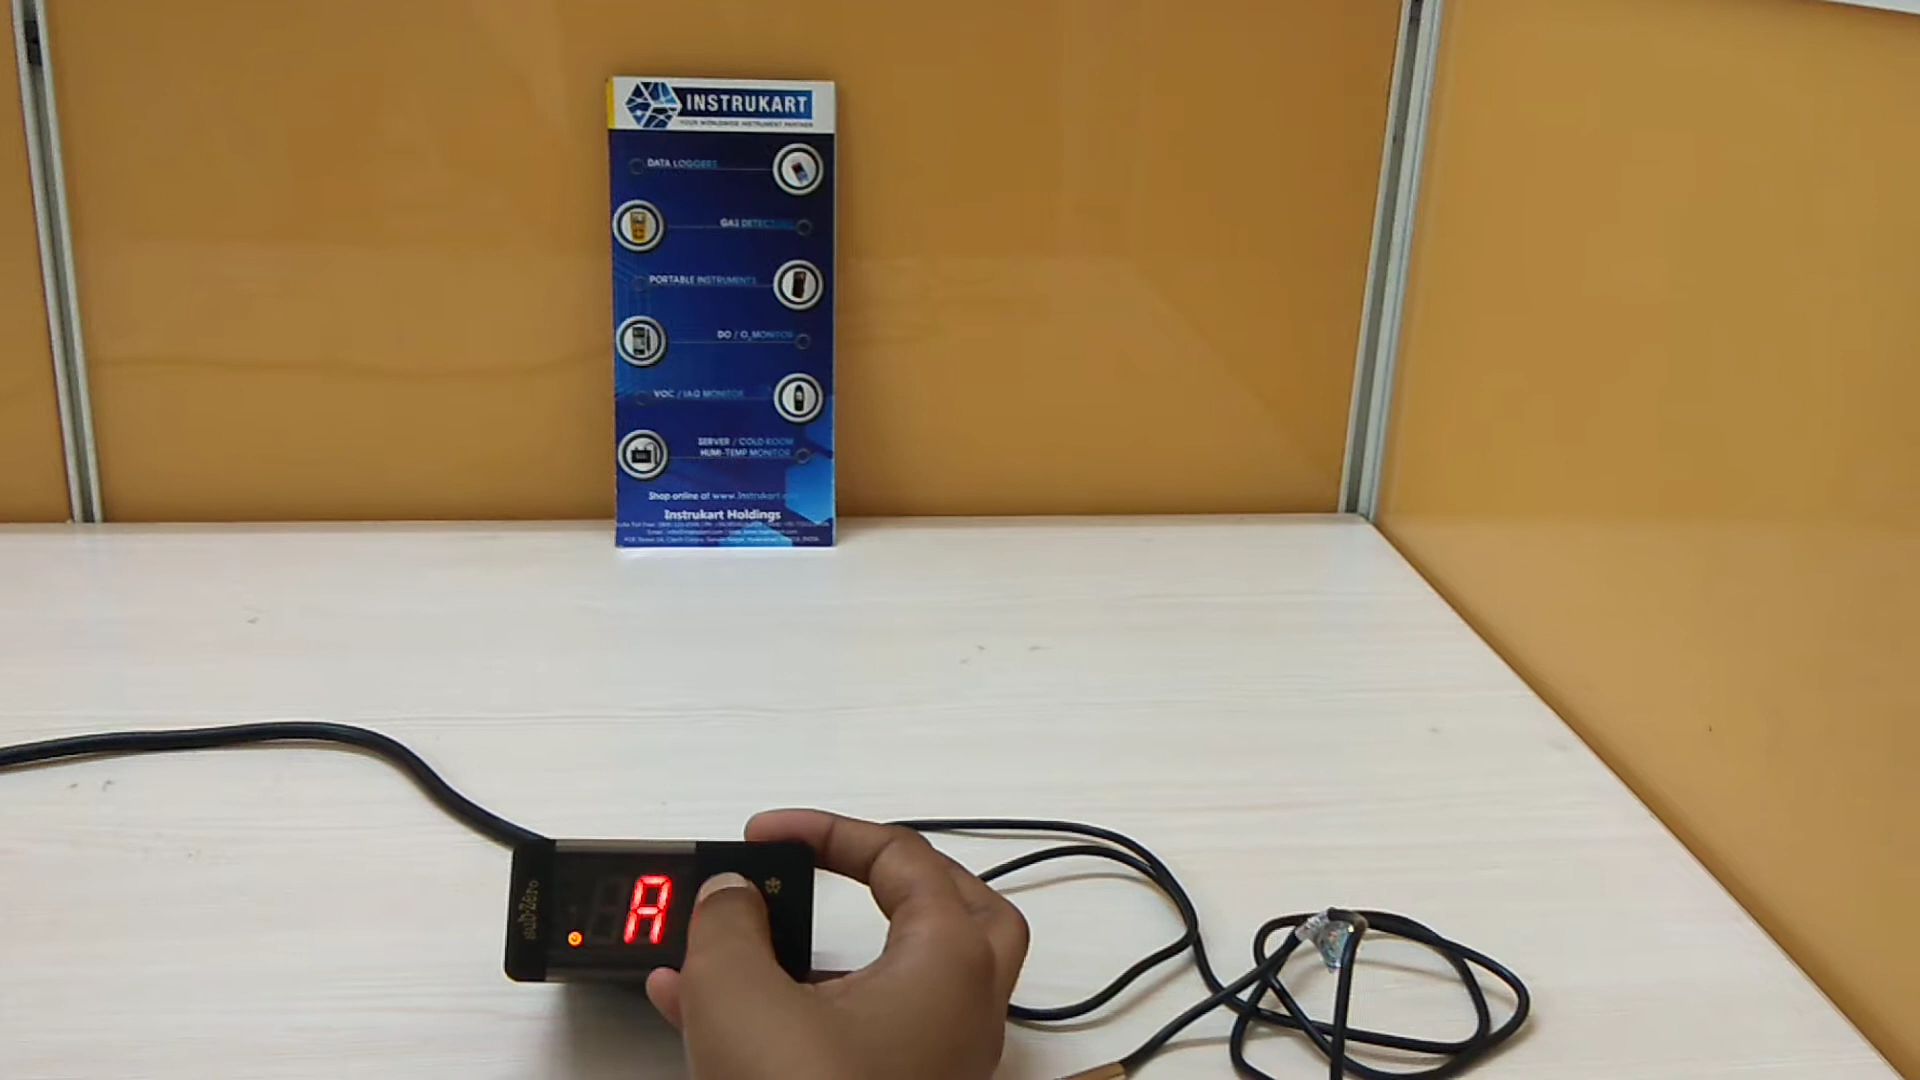 INSTRUKART
YOUR WORLDWIDE INSTRUMENT PARTNER
DATA LOGGERS
GAS DETECTORS
PORTABLE INSTRUMENTS
DO / O₂ MONITOR
VOC / IAQ MONITOR
SERVER / COLD ROOM
HUMI-TEMP MONITOR
Shop online at www.Instrukart
Instrukart Holdings
sub-Zero
A